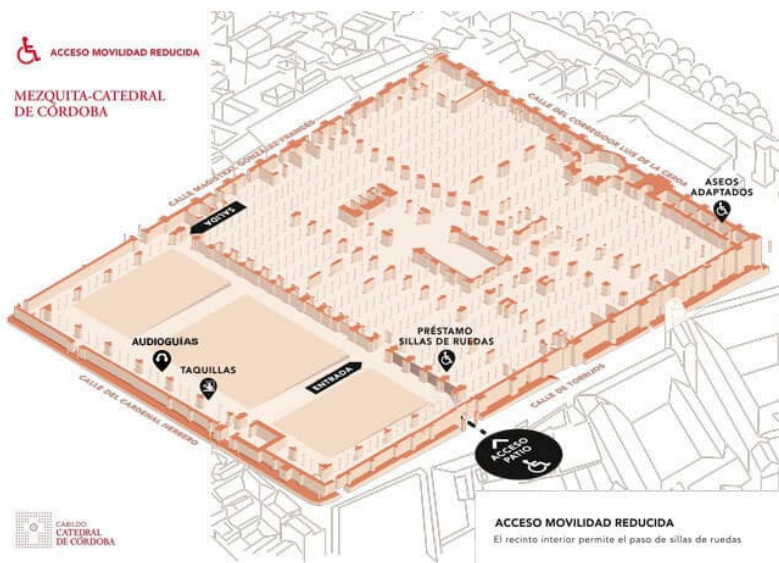 ACCESO MOVILIDAD REDUCIDA
MEZQUITA-CATEDRAL
DE CÓRDOBA
CALLE MAGISTRAL GONZÁLEZ FRANCÉS
CALLE DEL CORREGIDOR LUIS DE LA CERDA
ASEOS
ADAPTADOS
SALIDA
AUDIOGUÍAS
TAQUILLAS
PRÉSTAMO
SILLAS DE RUEDAS
ENTRADA
CALLE DEL CARDENAL HERRERO
CALLE DE TORRIJOS
ACCESO
PATIO
CABILDO
CATEDRAL
DE CÓRDOBA
ACCESO MOVILIDAD REDUCIDA
El recinto interior permite el paso de sillas de ruedas